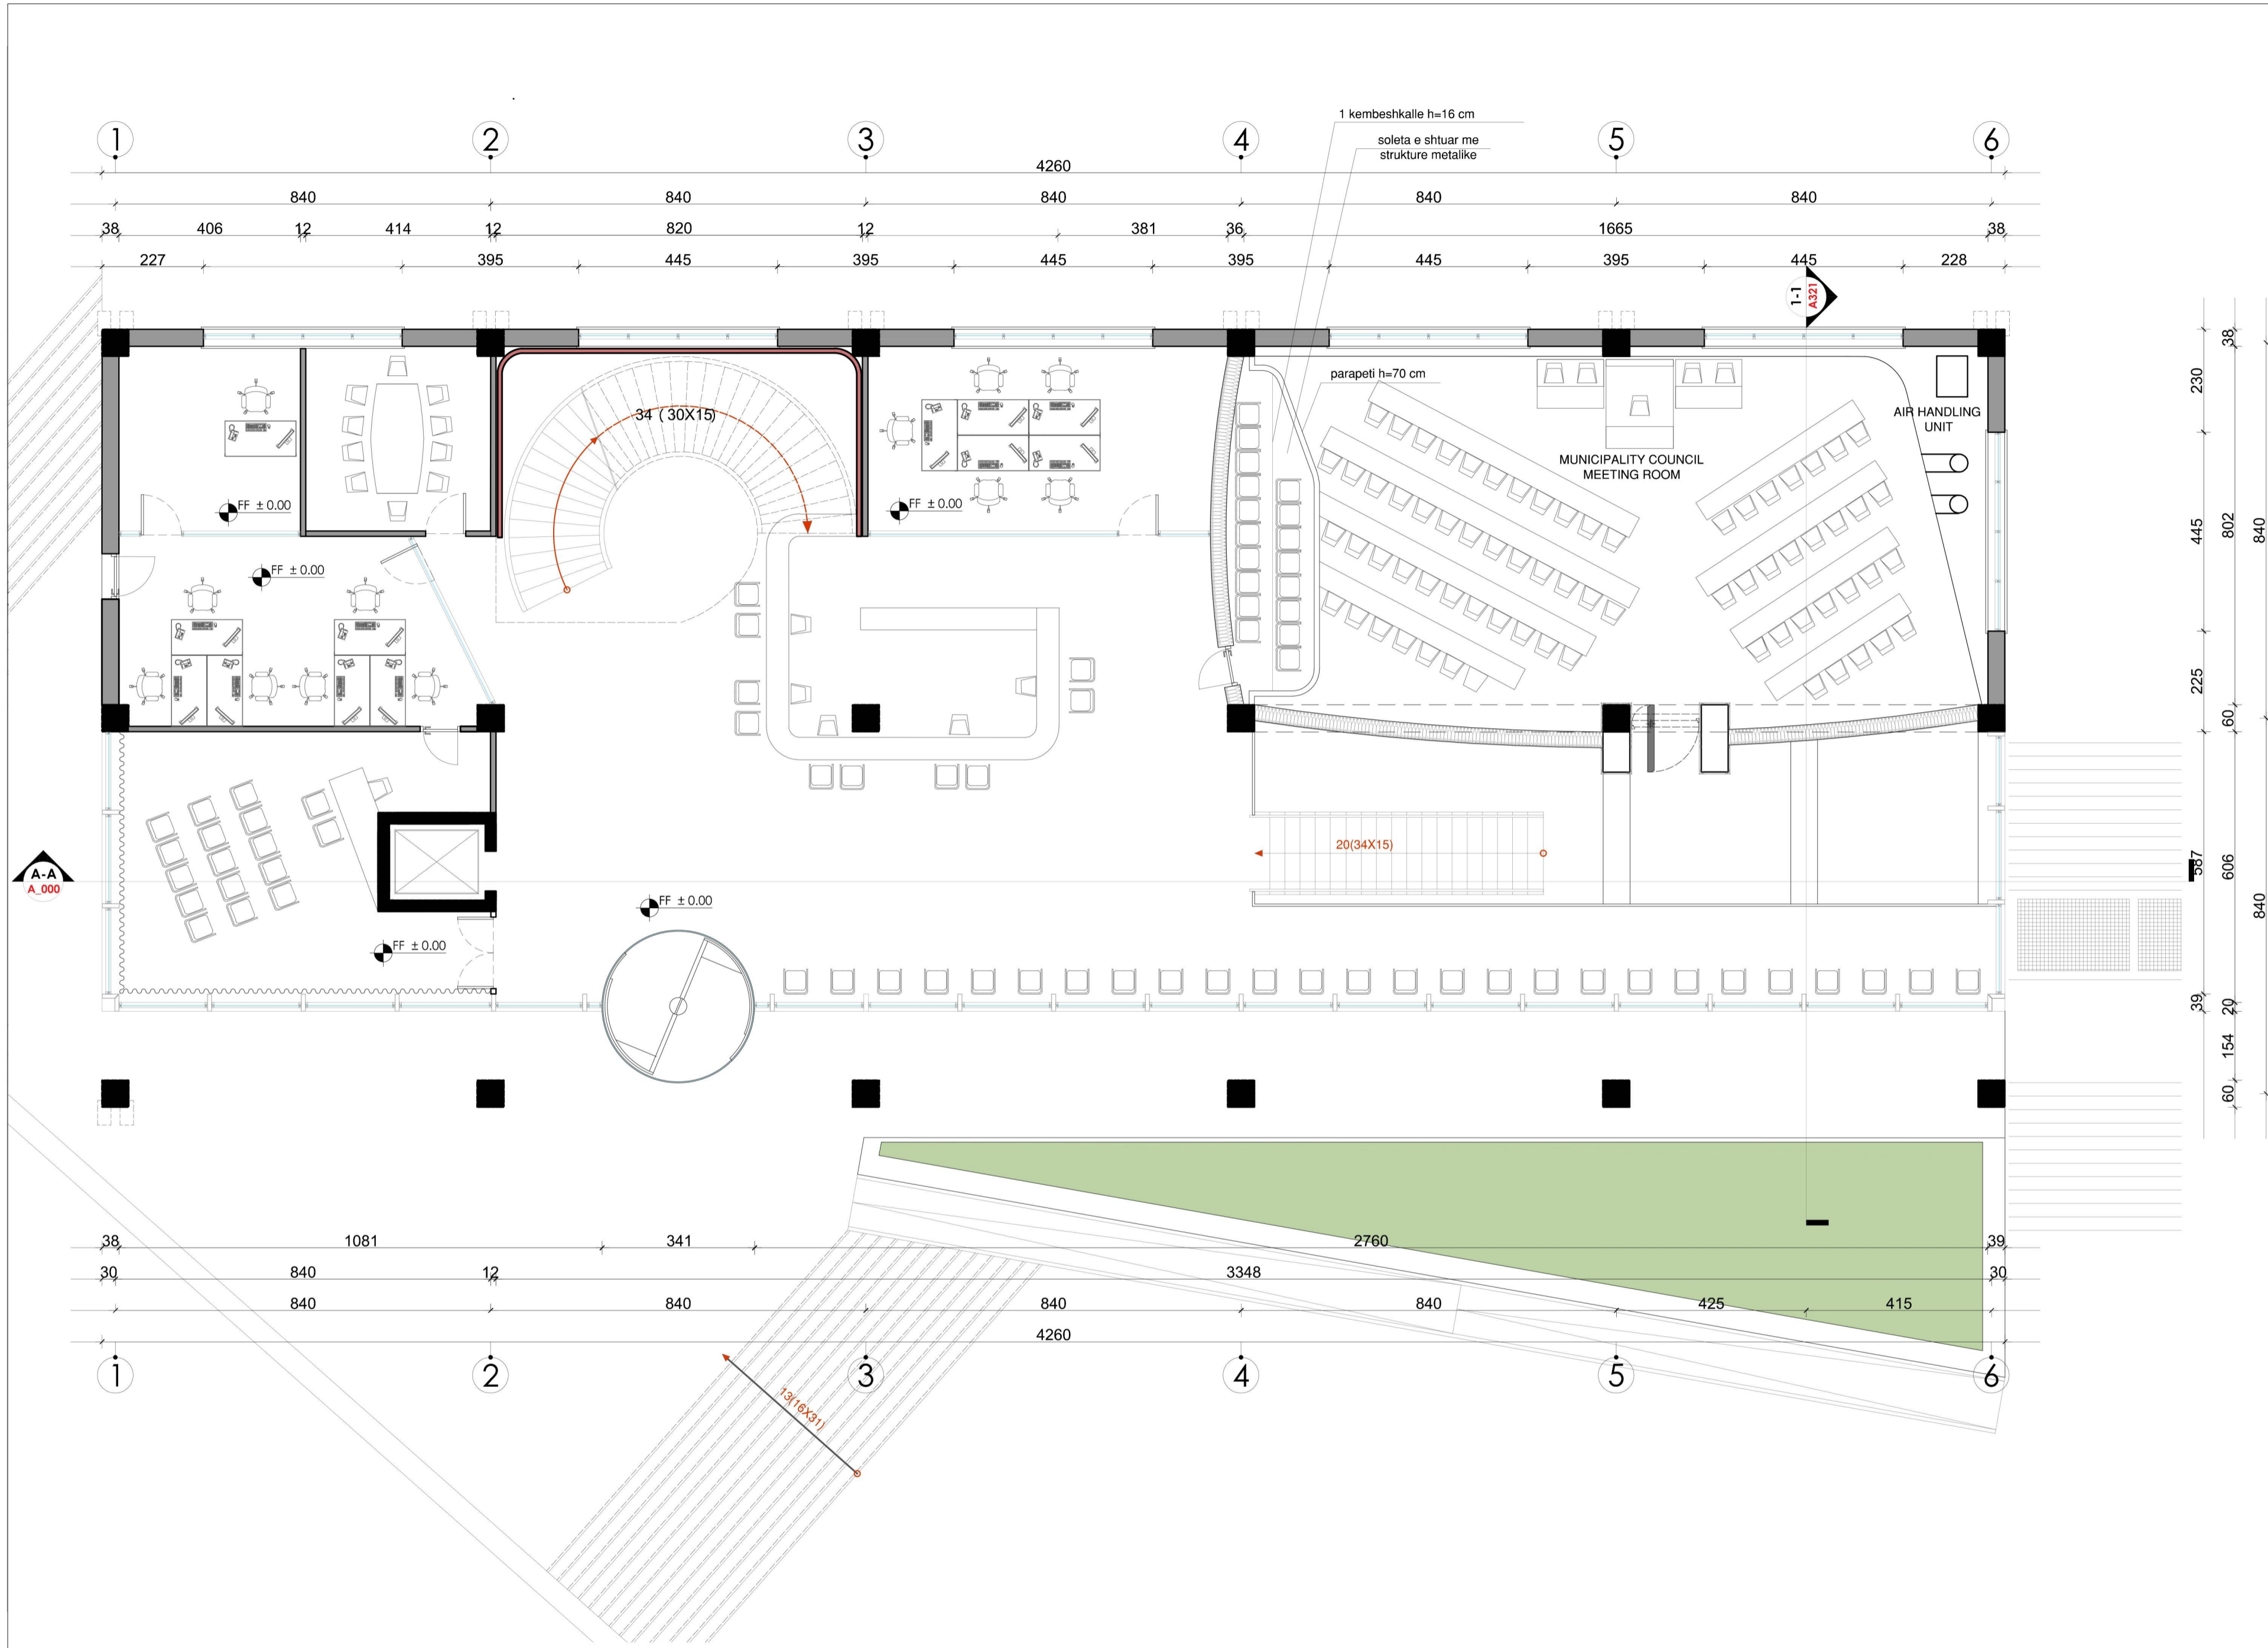 1 kembeshkalle h=16 cm
soleta e shtuar me
strukture metalike
1 2 3 4 5 6
4260
840 840 840 840 840
38 406 12 414 12 820 12 381 36 1665 38
227 395 445 395 445 395 445 395 445 228
1-1
A321
parapeti h=70 cm
34 ( 30X15)
AIR HANDLING
UNIT
MUNICIPALITY COUNCIL
MEETING ROOM
FF ± 0.00
FF ± 0.00
FF ± 0.00
38
230
445
802
840
225
60
20(34X15)
A-A
A_000
FF ± 0.00
FF ± 0.00
587
606
840
39
20
154
60
38 1081 341 2760 39
30 840 12 3348 30
840 840 840 840 425 415
4260
1 2 3 4 5 6
13(16X31)